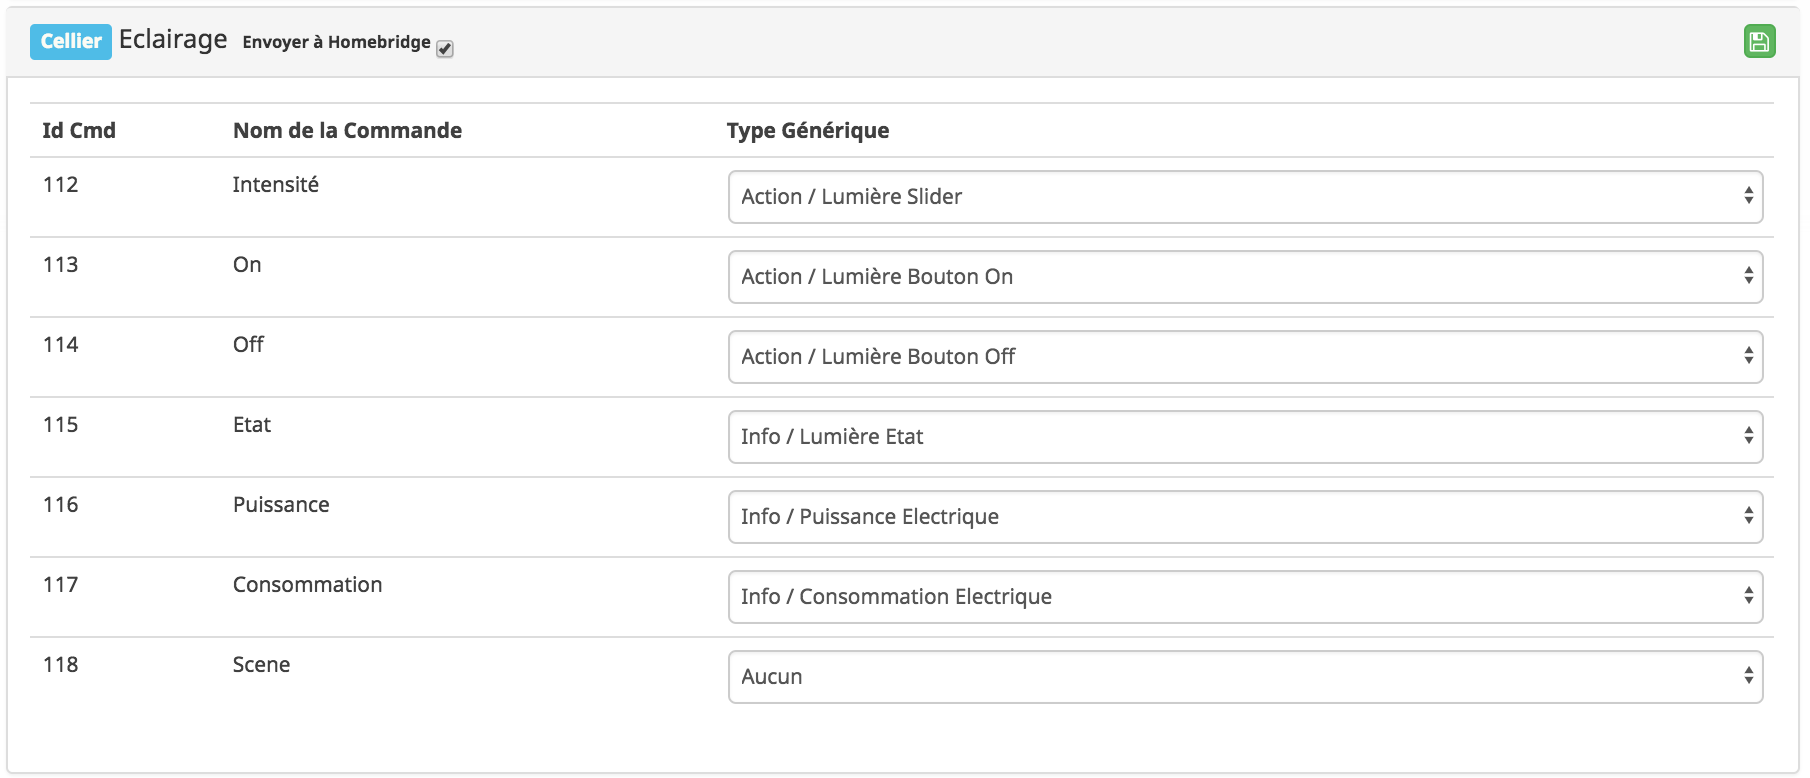 Cellier Eclairage Envoyer à Homebridge
Id Cmd Nom de la Commande Type Générique
112 Intensité Action / Lumière Slider
113 On Action / Lumière Bouton On
114 Off Action / Lumière Bouton Off
115 Etat Info / Lumière Etat
116 Puissance Info / Puissance Electrique
117 Consommation Info / Consommation Electrique
118 Scene Aucun